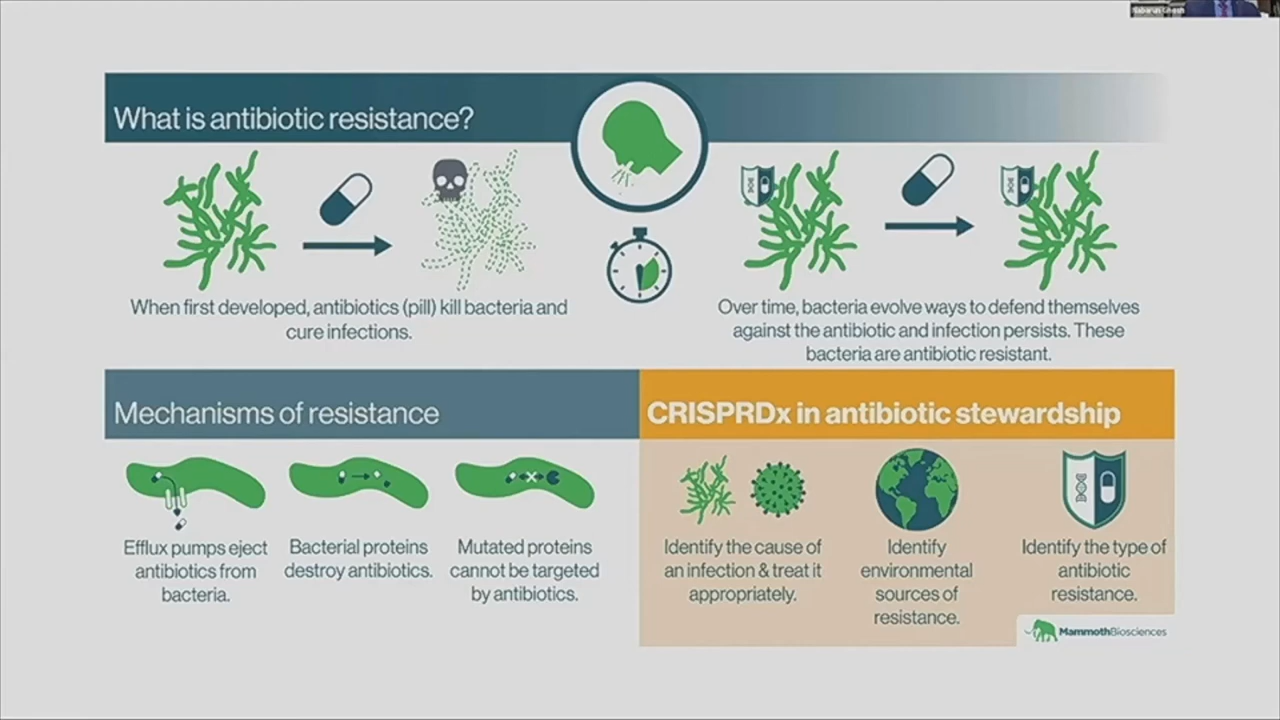 What is antibiotic resistance?
When first developed, antibiotics (pill) kill bacteria and
cure infections.
Over time, bacteria evolve ways to defend themselves
against the antibiotic and infection persists. These
bacteria are antibiotic resistant.
Mechanisms of resistance
Efflux pumps eject
antibiotics from
bacteria.
Bacterial proteins
destroy antibiotics.
Mutated proteins
cannot be targeted
by antibiotics.
CRISPRDx in antibiotic stewardship
Identify the cause of
an infection & treat it
appropriately.
Identify
environmental
sources of
resistance.
Identify the type of
antibiotic
resistance.
MammothBiosciences